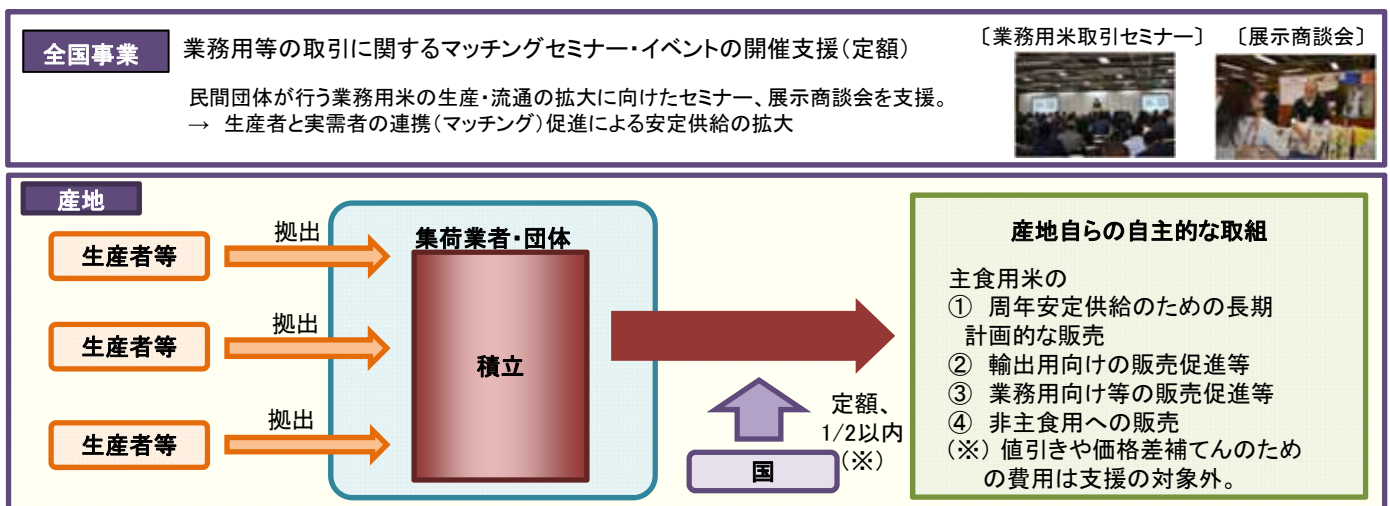 全国事業
業務用等の取引に関するマッチングセミナー・イベントの開催支援(定額)
〔業務用米取引セミナー〕
〔展示商談会〕
民間団体が行う業務用米の生産・流通の拡大に向けたセミナー、展示商談会を支援。
→ 生産者と実需者の連携(マッチング)促進による安定供給の拡大
産地
生産者等
拠出
生産者等
拠出
生産者等
拠出
集荷業者・団体
積立
定額、
1/2以内
(※)
国
産地自らの自主的な取組
主食用米の
① 周年安定供給のための長期
計画的な販売
② 輸出用向けの販売促進等
③ 業務用向け等の販売促進等
④ 非主食用への販売
(※) 値引きや価格差補てんのため
の費用は支援の対象外。